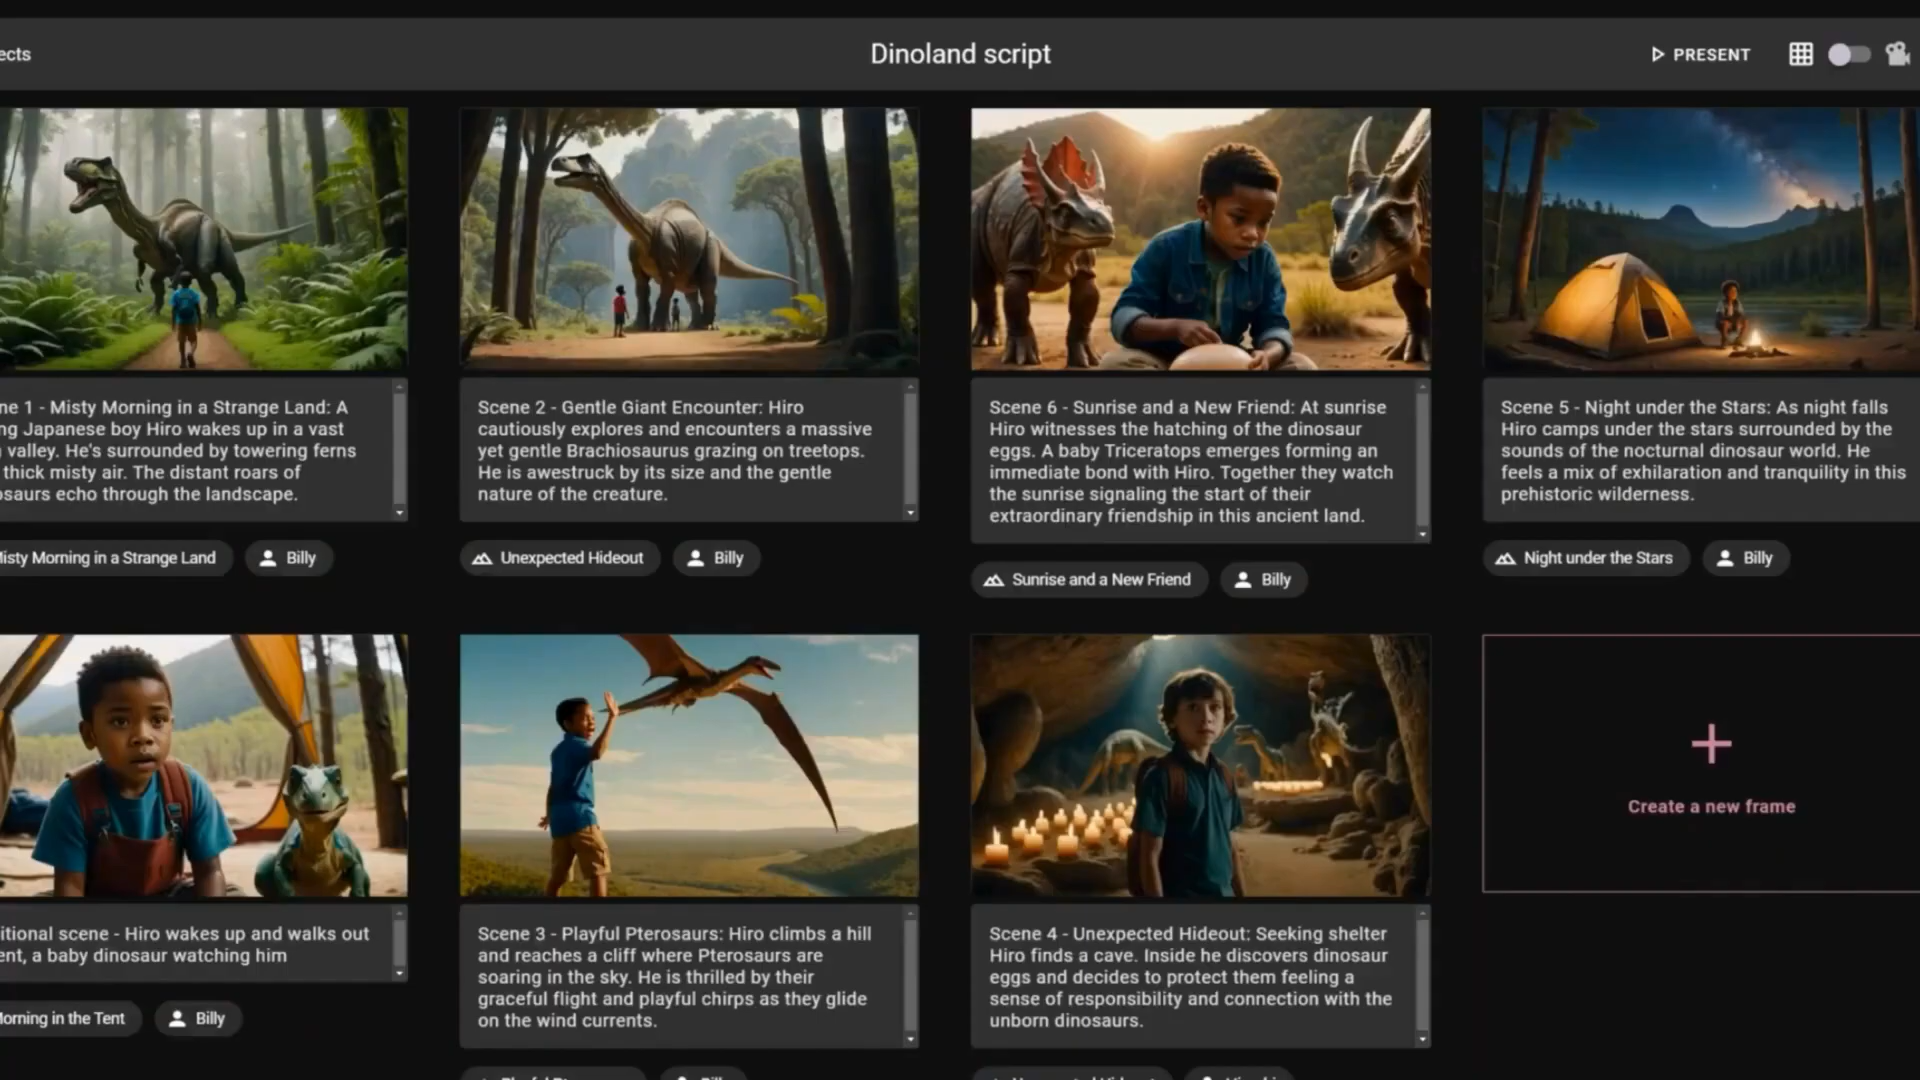 ects
Dinoland script
PRESENT
ne 1 - Misty Morning in a Strange Land: A
ng Japanese boy Hiro wakes up in a vast
valley. He's surrounded by towering ferns
thick misty air. The distant roars of
osaurs echo through the landscape.
Misty Morning in a Strange Land
Billy
Scene 2 - Gentle Giant Encounter: Hiro
cautiously explores and encounters a massive
yet gentle Brachiosaurus grazing on treetops.
He is awestruck by its size and the gentle
nature of the creature.
Unexpected Hideout
Billy
Scene 6 - Sunrise and a New Friend: At sunrise
Hiro witnesses the hatching of the dinosaur
eggs. A baby Triceratops emerges forming an
immediate bond with Hiro. Together they watch
the sunrise signaling the start of their
extraordinary friendship in this ancient land.
Sunrise and a New Friend
Billy
Scene 5 - Night under the Stars: As night falls
Hiro camps under the stars surrounded by the
sounds of the nocturnal dinosaur world. He
feels a mix of exhilaration and tranquility in this
prehistoric wilderness.
Night under the Stars
Billy
itional scene - Hiro wakes up and walks out
ent, a baby dinosaur watching him
Morning in the Tent
Billy
Scene 3 - Playful Pterosaurs: Hiro climbs a hill
and reaches a cliff where Pterosaurs are
soaring in the sky. He is thrilled by their
graceful flight and playful chirps as they glide
on the wind currents.
Scene 4 - Unexpected Hideout: Seeking shelter
Hiro finds a cave. Inside he discovers dinosaur
eggs and decides to protect them feeling a
sense of responsibility and connection with the
unborn dinosaurs.
Create a new frame